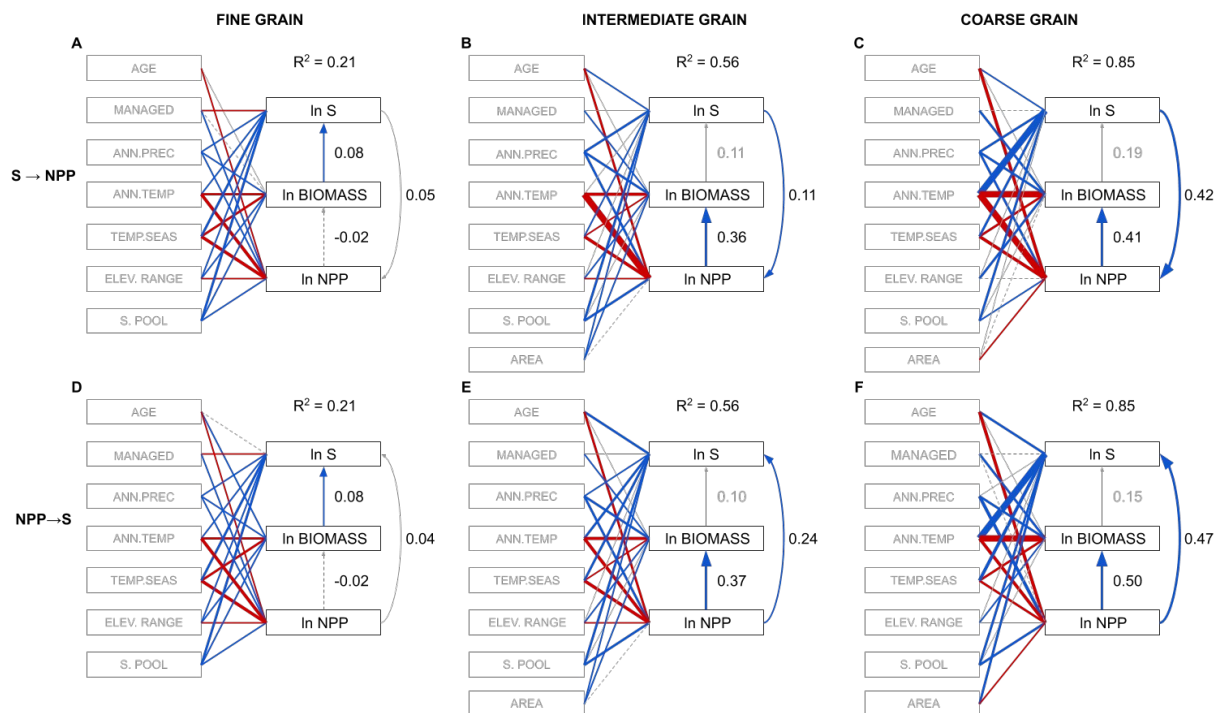 FINE GRAIN
INTERMEDIATE GRAIN
COARSE GRAIN
S → NPP
A
R² = 0.21
AGE
MANAGED
ANN.PREC
ANN.TEMP
TEMP.SEAS
ELEV. RANGE
S. POOL
ln S
0.08
ln BIOMASS
-0.02
ln NPP
0.05
B
R² = 0.56
AGE
MANAGED
ANN.PREC
ANN.TEMP
TEMP.SEAS
ELEV. RANGE
S. POOL
AREA
ln S
0.11
ln BIOMASS
0.36
ln NPP
0.11
C
R² = 0.85
AGE
MANAGED
ANN.PREC
ANN.TEMP
TEMP.SEAS
ELEV. RANGE
S. POOL
AREA
ln S
0.19
ln BIOMASS
0.41
ln NPP
0.42
NPP→S
D
R² = 0.21
AGE
MANAGED
ANN.PREC
ANN.TEMP
TEMP.SEAS
ELEV. RANGE
S. POOL
ln S
0.08
ln BIOMASS
-0.02
ln NPP
0.04
E
R² = 0.56
AGE
MANAGED
ANN.PREC
ANN.TEMP
TEMP.SEAS
ELEV. RANGE
S. POOL
AREA
ln S
0.10
ln BIOMASS
0.37
ln NPP
0.24
F
R² = 0.85
AGE
MANAGED
ANN.PREC
ANN.TEMP
TEMP.SEAS
ELEV. RANGE
S. POOL
AREA
ln S
0.15
ln BIOMASS
0.50
ln NPP
0.47